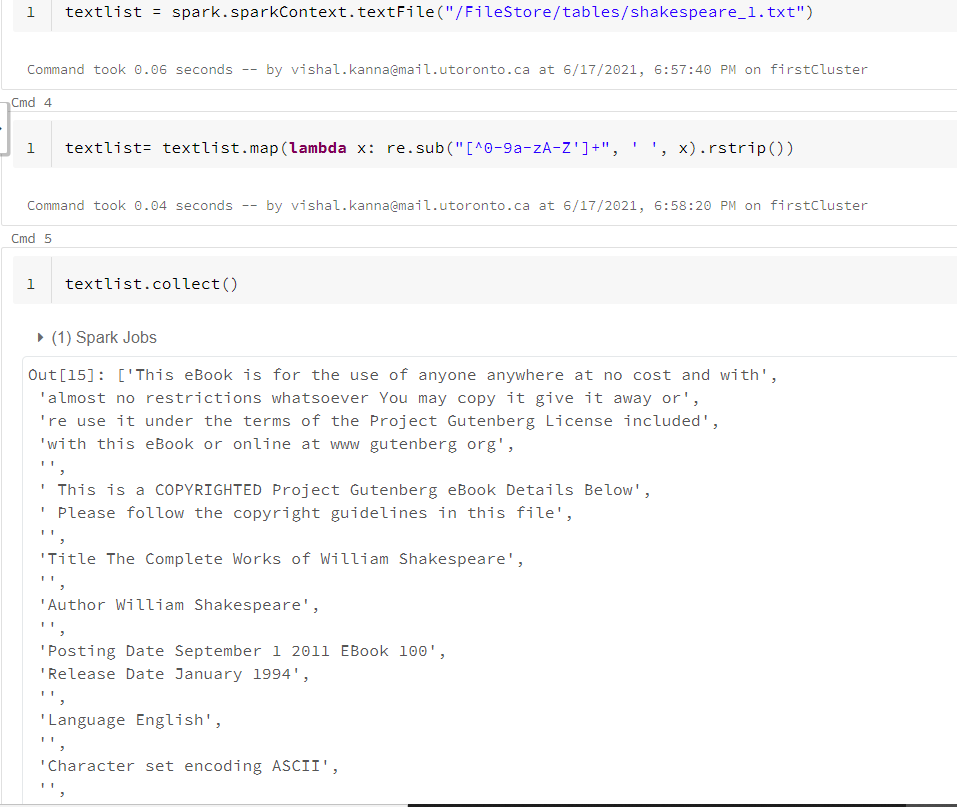 1 textlist = spark.sparkContext.textFile("/FileStore/tables/shakespeare_1.txt")
Command took 0.06 seconds -- by vishal.kanna@mail.utoronto.ca at 6/17/2021, 6:57:40 PM on firstCluster
Cmd 4
1 textlist= textlist.map(lambda x: re.sub("[^0-9a-zA-Z']+", ' ', x).rstrip())
Command took 0.04 seconds -- by vishal.kanna@mail.utoronto.ca at 6/17/2021, 6:58:20 PM on firstCluster
Cmd 5
1 textlist.collect()
(1) Spark Jobs
Out[15]: ['This eBook is for the use of anyone anywhere at no cost and with',
'almost no restrictions whatsoever You may copy it give it away or',
're use it under the terms of the Project Gutenberg License included',
'with this eBook or online at www gutenberg org',
'',
' This is a COPYRIGHTED Project Gutenberg eBook Details Below',
' Please follow the copyright guidelines in this file',
'',
'Title The Complete Works of William Shakespeare',
'',
'Author William Shakespeare',
'',
'Posting Date September 1 2011 EBook 100',
'Release Date January 1994',
'',
'Language English',
'',
'Character set encoding ASCII',
'',